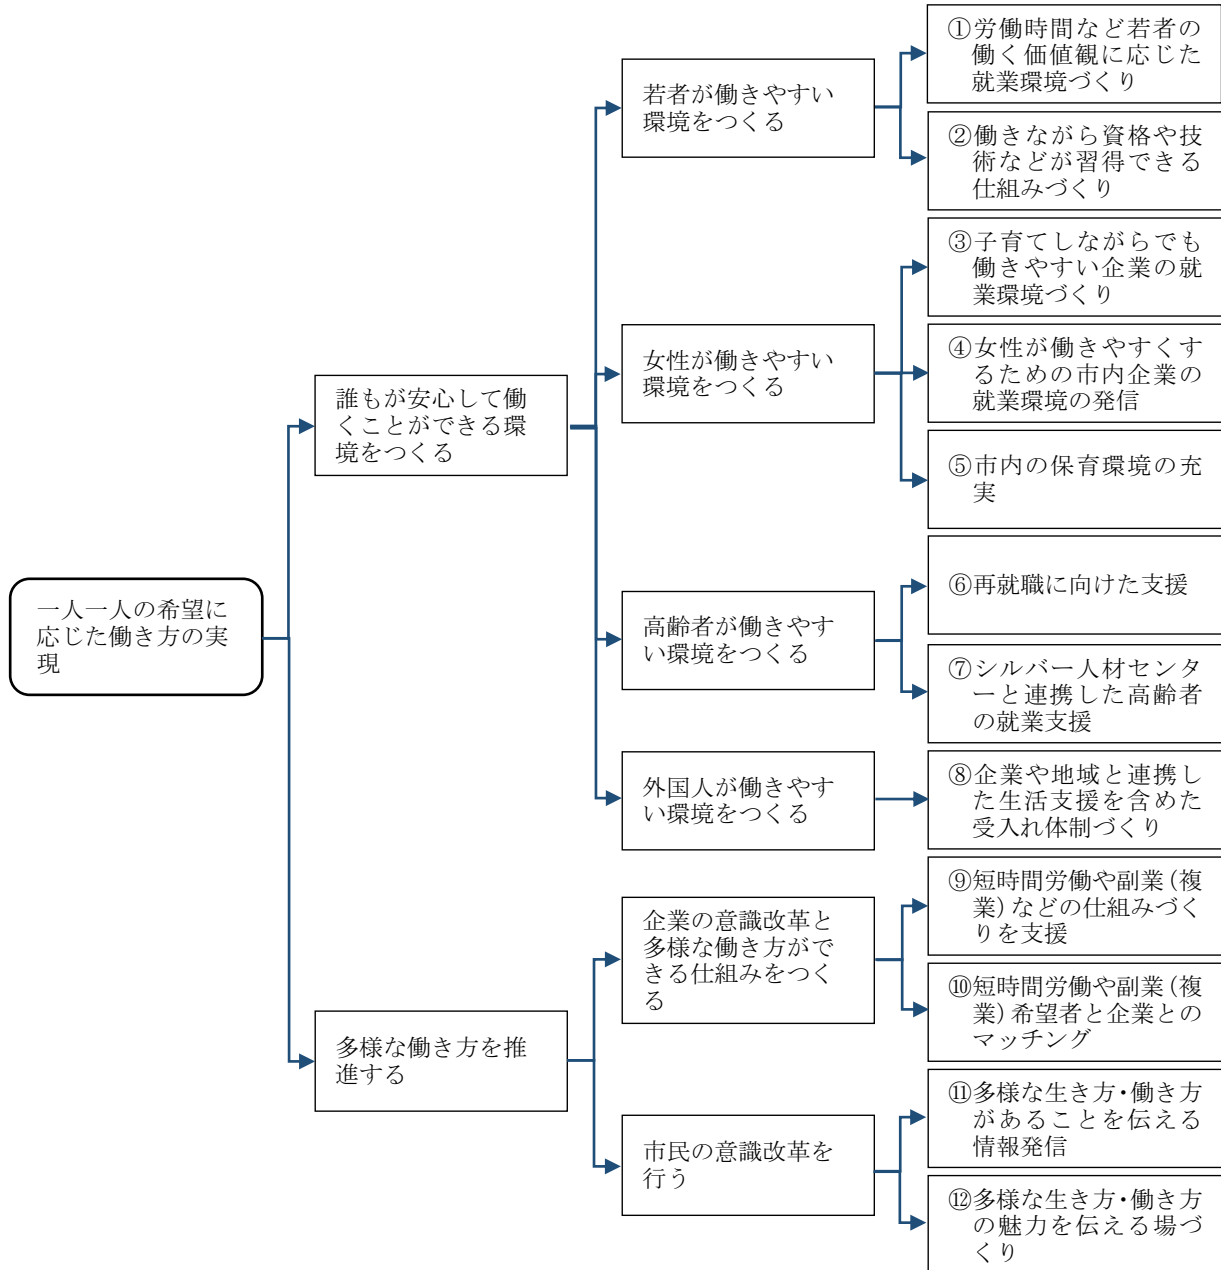 一人一人の希望に
応じた働き方の実
現
誰もが安心して働
くことができる環
境をつくる
多様な働き方を推
進する
若者が働きやすい
環境をつくる
女性が働きやすい
環境をつくる
高齢者が働きやす
い環境をつくる
外国人が働きやす
い環境をつくる
企業の意識改革と
多様な働き方がで
きる仕組みをつく
る
市民の意識改革を
行う
①労働時間など若者の
働く価値観に応じた
就業環境づくり
②働きながら資格や技
術などが習得できる
仕組みづくり
③子育てしながらでも
働きやすい企業の就
業環境づくり
④女性が働きやすくす
るための市内企業の
就業環境の発信
⑤市内の保育環境の充
実
⑥再就職に向けた支援
⑦シルバー人材センタ
ーと連携した高齢者
の就業支援
⑧企業や地域と連携し
た生活支援を含めた
受入れ体制づくり
⑨短時間労働や副業(複
業)などの仕組みづく
りを支援
⑩短時間労働や副業(複
業)希望者と企業との
マッチング
⑪多様な生き方・働き方
があることを伝える
情報発信
⑫多様な生き方・働き方
の魅力を伝える場づ
くり